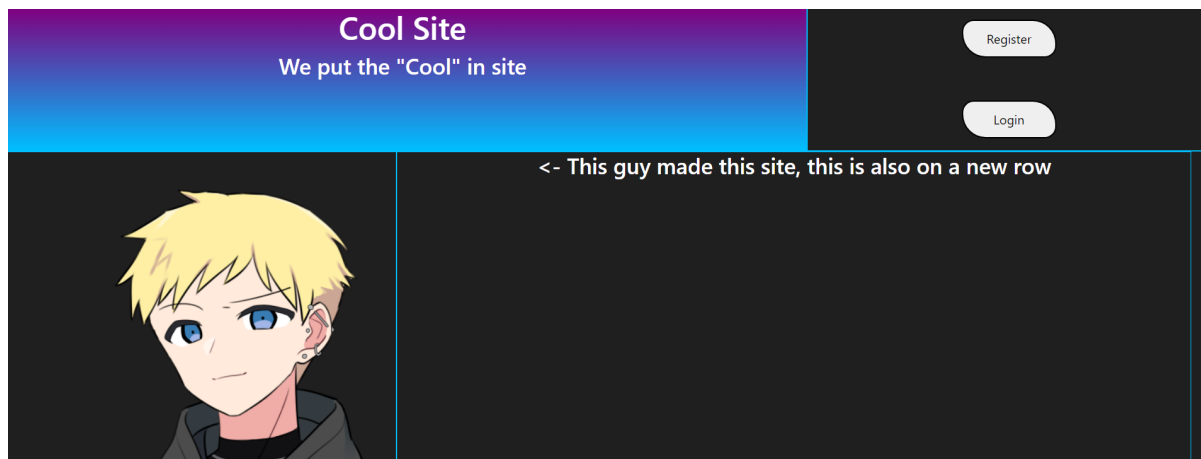 Cool Site
We put the "Cool" in site
Register
Login
<- This guy made this site, this is also on a new row